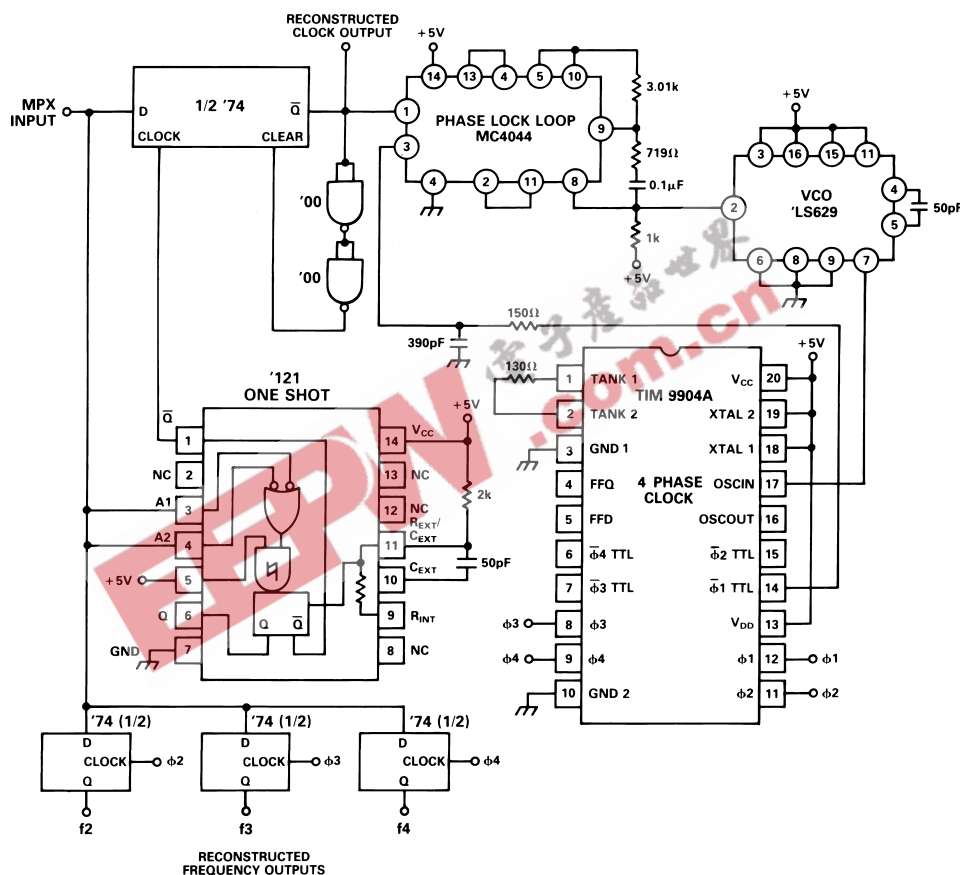 RECONSTRUCTED
CLOCK OUTPUT
MPX
INPUT
D
1/2 '74
Q̅
CLOCK
CLEAR
'00
'00
+5V
14
13
4
5
10
1
3
9
PHASE LOCK LOOP
MC4044
4
2
11
8
3.01k
719Ω
0.1μF
1k
+5V
+5V
3
16
15
11
VCO
'LS629
2
4
5
50pF
6
8
9
7
390pF
150Ω
130Ω
'121
ONE SHOT
Q̅
1
NC
2
A1
3
A2
4
+5V
5
Q
6
GND
7
Q
Q̅
+5V
14
VCC
13
NC
12
NC
REXT/
CEXT
11
CEXT
10
9
RINT
8
NC
2k
50pF
TIM 9904A
4 PHASE
CLOCK
+5V
1 TANK 1
2 TANK 2
3 GND 1
4 FFQ
5 FFD
6 φ̅4 TTL
7 φ̅3 TTL
φ3 8 φ3
φ4 9 φ4
10 GND 2
VCC 20
XTAL 2 19
XTAL 1 18
OSCIN 17
OSCOUT 16
φ̅2 TTL 15
φ̅1 TTL 14
VDD 13
φ1 12 φ1
φ2 11 φ2
'74 (1/2)
'74 (1/2)
'74 (1/2)
D
CLOCK
φ2
Q
D
CLOCK
φ3
Q
D
CLOCK
φ4
Q
f2
f3
f4
RECONSTRUCTED
FREQUENCY OUTPUTS
EEPW
.com.cn
电子產品世界